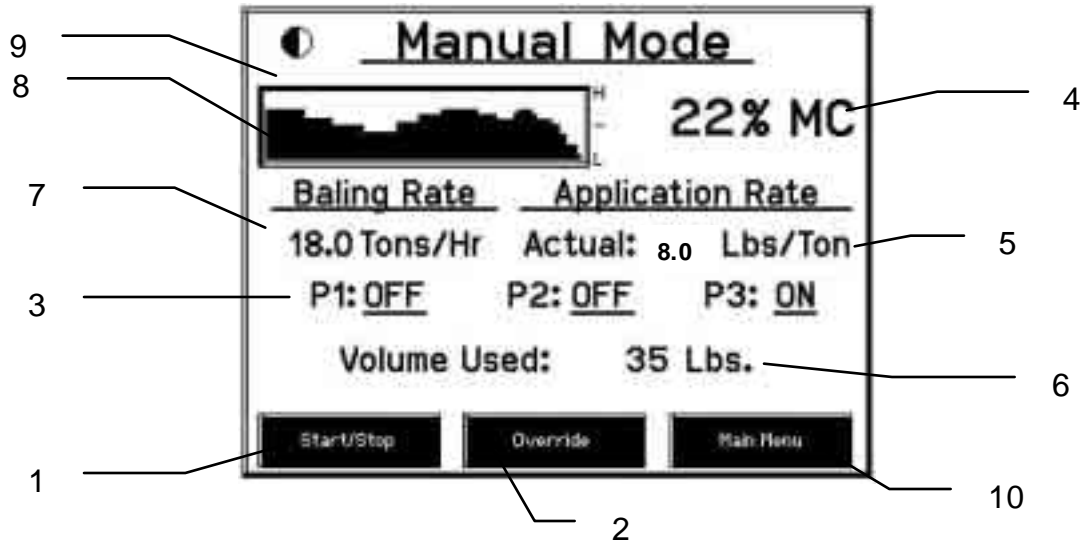 Manual Mode
9
8
H
-
L
22% MC
4
7
Baling Rate Application Rate
18.0 Tons/Hr Actual: 8.0 Lbs/Ton
5
3
P1: OFF P2: OFF P3: ON
Volume Used: 35 Lbs.
6
Start/Stop Override Main Menu
1
2
10